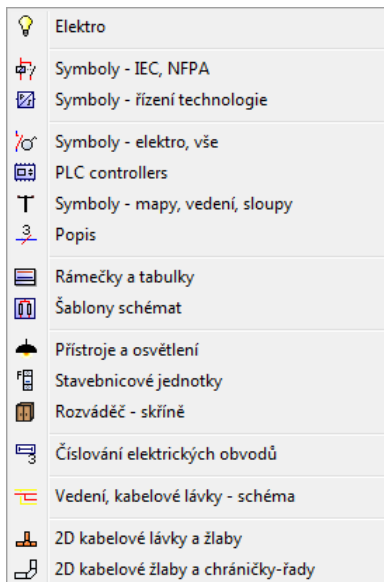 Elektro
Symboly - IEC, NFPA
Symboly - řízení technologie
Symboly - elektro, vše
PLC controllers
Symboly - mapy, vedení, sloupy
3
Popis
Rámečky a tabulky
Šablony schémat
Přístroje a osvětlení
F
Stavebnicové jednotky
Rozváděč - skříně
3
Číslování elektrických obvodů
Vedení, kabelové lávky - schéma
2D kabelové lávky a žlaby
2D kabelové žlaby a chráničky-řady